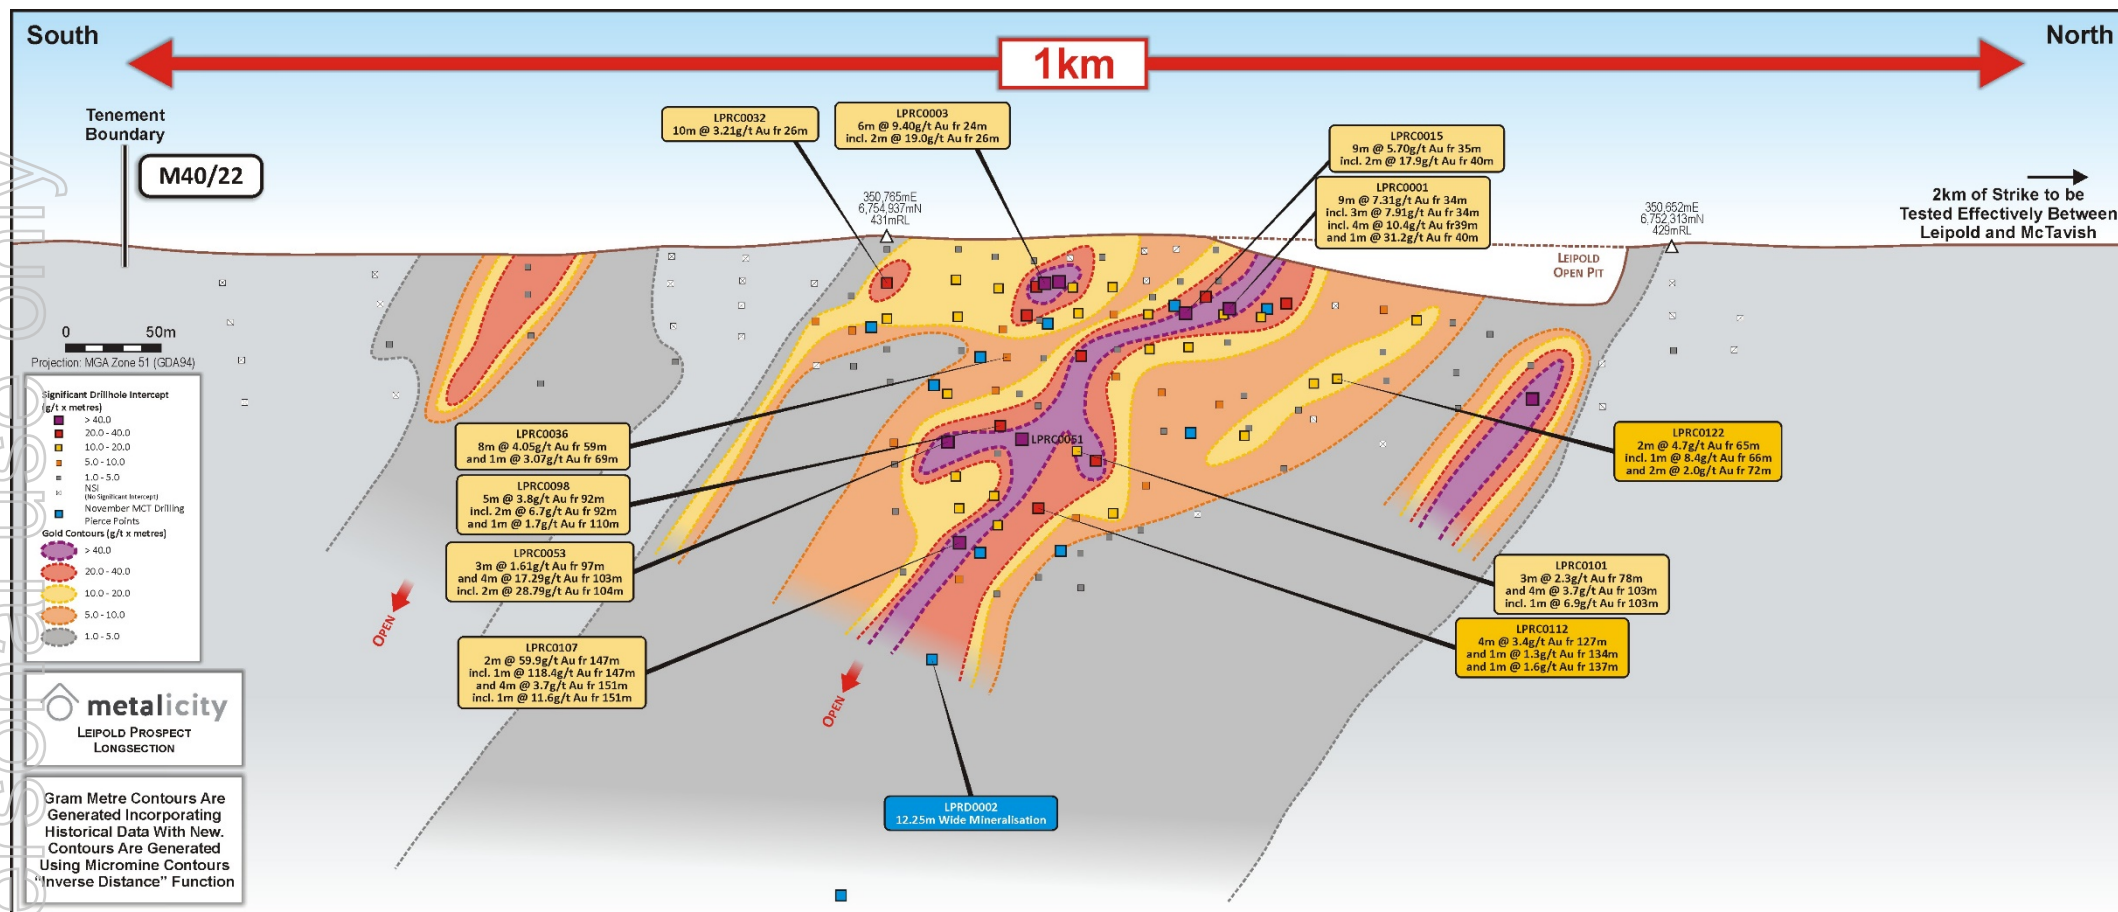 South
North
1km
Tenement
Boundary
M40/22
LPRC0032
10m @ 3.21g/t Au fr 26m
LPRC0003
6m @ 9.40g/t Au fr 24m
incl. 2m @ 19.0g/t Au fr 26m
LPRC0015
9m @ 5.70g/t Au fr 35m
incl. 2m @ 17.9g/t Au fr 40m
LPRC0001
9m @ 7.31g/t Au fr 34m
incl. 3m @ 7.91g/t Au fr 34m
incl. 4m @ 10.4g/t Au fr39m
and 1m @ 31.2g/t Au fr 40m
350,765mE
6,754,937mN
431mRL
350,652mE
6,752,313mN
429mRL
2km of Strike to be
Tested Effectively Between
Leipold and McTavish
LEIPOLD
OPEN PIT
0 50m
Projection: MGA Zone 51 (GDA94)
Significant Drillhole Intercept
(g/t x metres)
> 40.0
20.0 - 40.0
10.0 - 20.0
5.0 - 10.0
1.0 - 5.0
NSI
(No Significant Intercept)
November MCT Drilling
Pierce Points
Gold Contours (g/t x metres)
> 40.0
20.0 - 40.0
10.0 - 20.0
5.0 - 10.0
1.0 - 5.0
LPRC0036
8m @ 4.05g/t Au fr 59m
and 1m @ 3.07g/t Au fr 69m
LPRC0098
5m @ 3.8g/t Au fr 92m
incl. 2m @ 6.7g/t Au fr 92m
and 1m @ 1.7g/t Au fr 110m
LPRC0053
3m @ 1.61g/t Au fr 97m
and 4m @ 17.29g/t Au fr 103m
incl. 2m @ 28.79g/t Au fr 104m
LPRC0107
2m @ 59.9g/t Au fr 147m
incl. 1m @ 118.4g/t Au fr 147m
and 4m @ 3.7g/t Au fr 151m
incl. 1m @ 11.6g/t Au fr 151m
LPRC0051
LPRC0122
2m @ 4.7g/t Au fr 65m
incl. 1m @ 8.4g/t Au fr 66m
and 2m @ 2.0g/t Au fr 72m
LPRC0101
3m @ 2.3g/t Au fr 78m
and 4m @ 3.7g/t Au fr 103m
incl. 1m @ 6.9g/t Au fr 103m
LPRC0112
4m @ 3.4g/t Au fr 127m
and 1m @ 1.3g/t Au fr 134m
and 1m @ 1.6g/t Au fr 137m
OPEN
OPEN
LPRD0002
12.25m Wide Mineralisation
metalicity
LEIPOLD PROSPECT
LONGSECTION
Gram Metre Contours Are
Generated Incorporating
Historical Data With New.
Contours Are Generated
Using Micromine Contours
"Inverse Distance" Function
ersonal use only